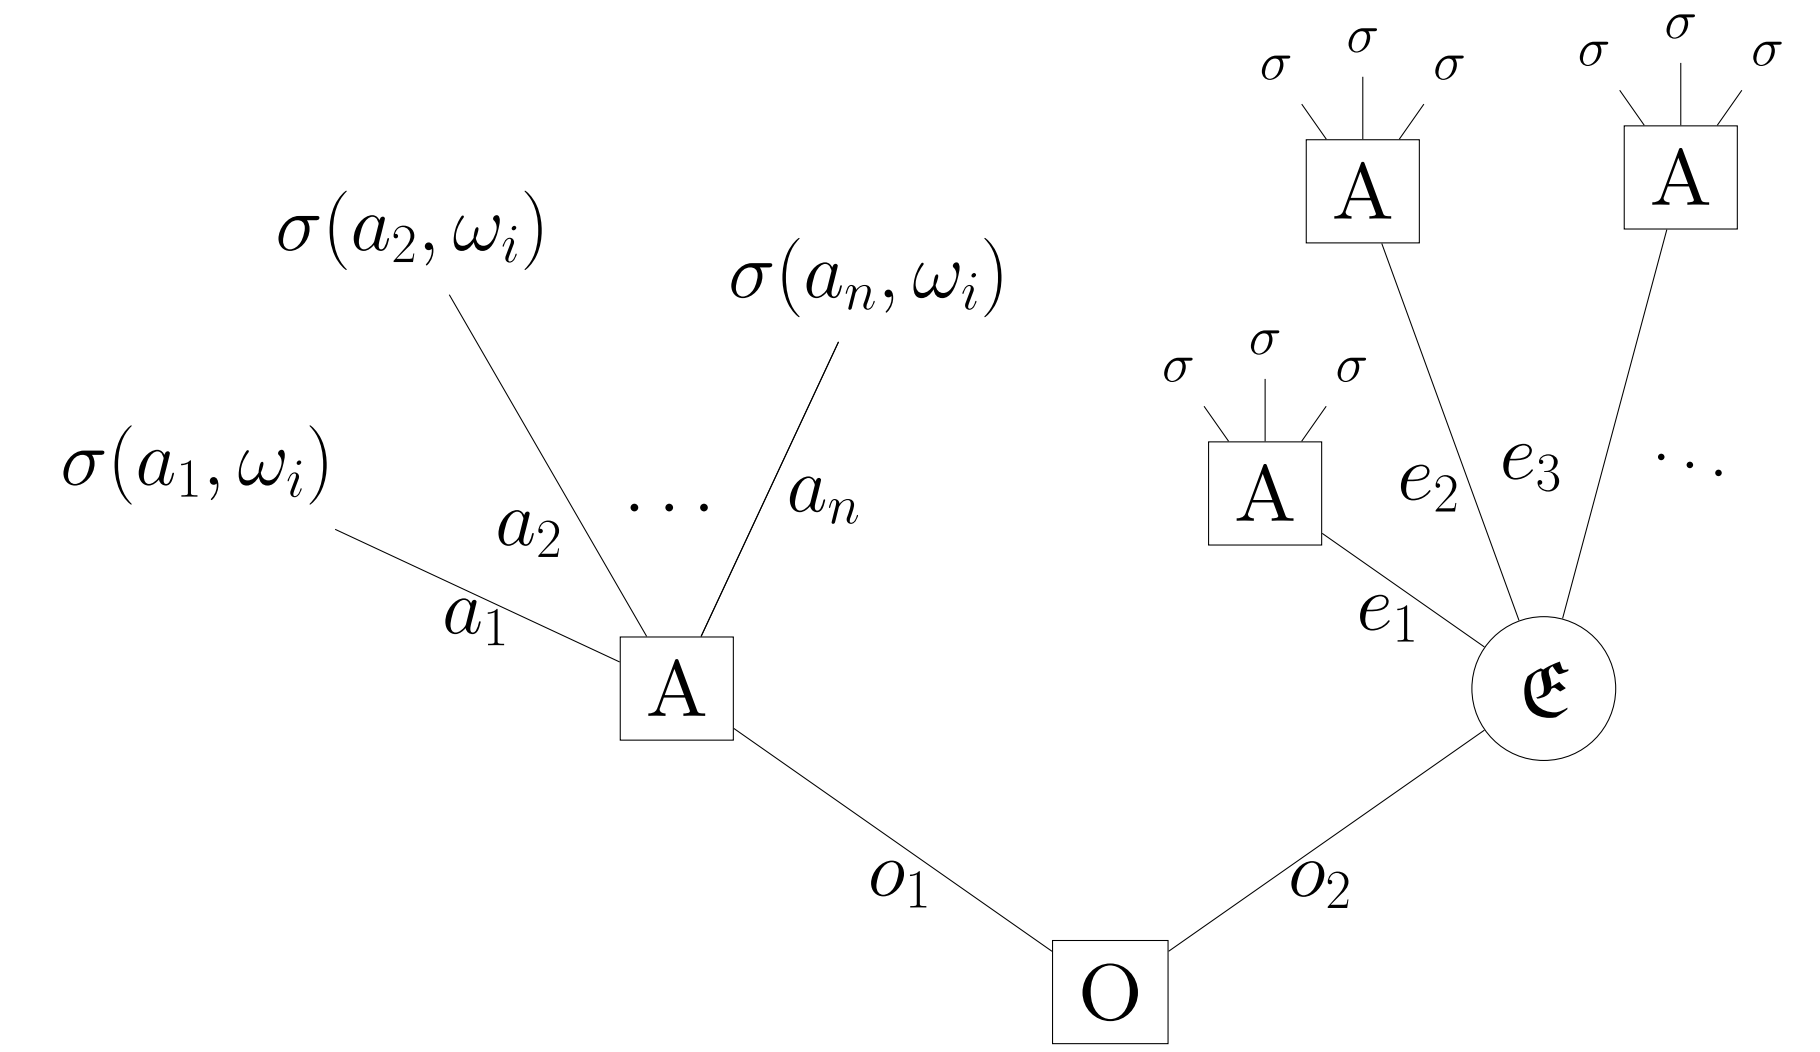 σ σ σ σ σ σ
A A
σ(a₂, ωᵢ)
σ(aₙ, ωᵢ)
σ σ σ
σ(a₁, ωᵢ)
e₂ e₃ ...
a₂ ... aₙ
A
a₁ e₁
A 𝕰
o₁ o₂
O